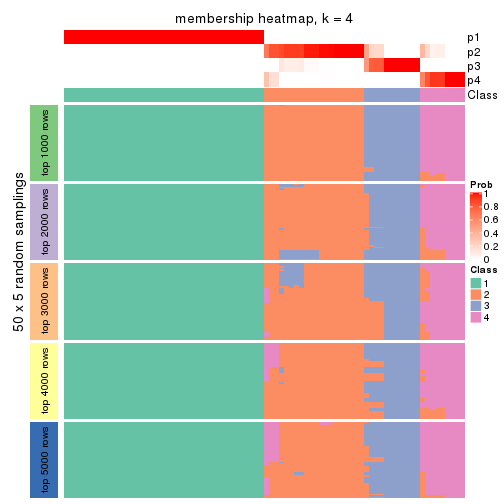 membership heatmap, k = 4
p1
p2
p3
p4
Class
50 x 5 random samplings
top 1000 rows
top 2000 rows
top 3000 rows
top 4000 rows
top 5000 rows
Prob
1
0.8
0.6
0.4
0.2
0
Class
1
2
3
4